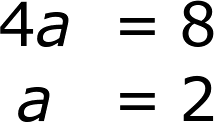 4a = 8
a = 2